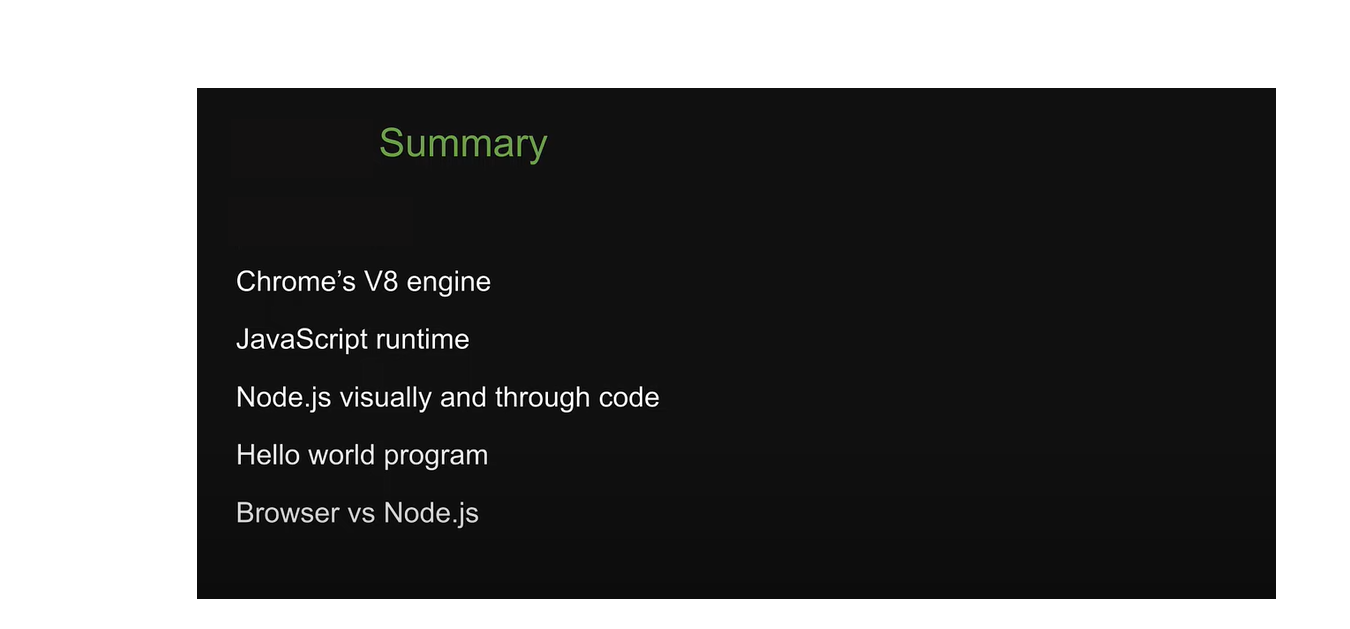 Summary
Chrome’s V8 engine
JavaScript runtime
Node.js visually and through code
Hello world program
Browser vs Node.js